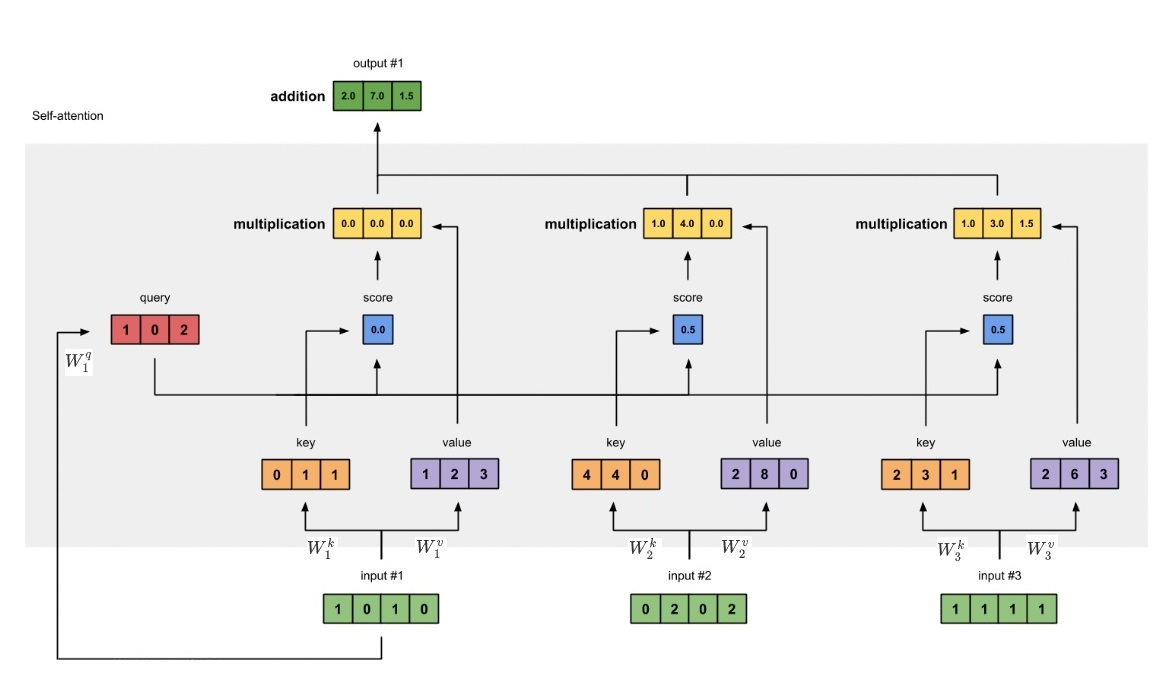 output #1
addition 2.0 7.0 1.5
Self-attention
multiplication 0.0 0.0 0.0 multiplication 1.0 4.0 0.0 multiplication 1.0 3.0 1.5
query score score score
1 0 2 0.0 0.5 0.5
W_1^q
key value key value key value
0 1 1 1 2 3 4 4 0 2 8 0 2 3 1 2 6 3
W_1^k W_1^v W_2^k W_2^v W_3^k W_3^v
input #1 input #2 input #3
1 0 1 0 0 2 0 2 1 1 1 1